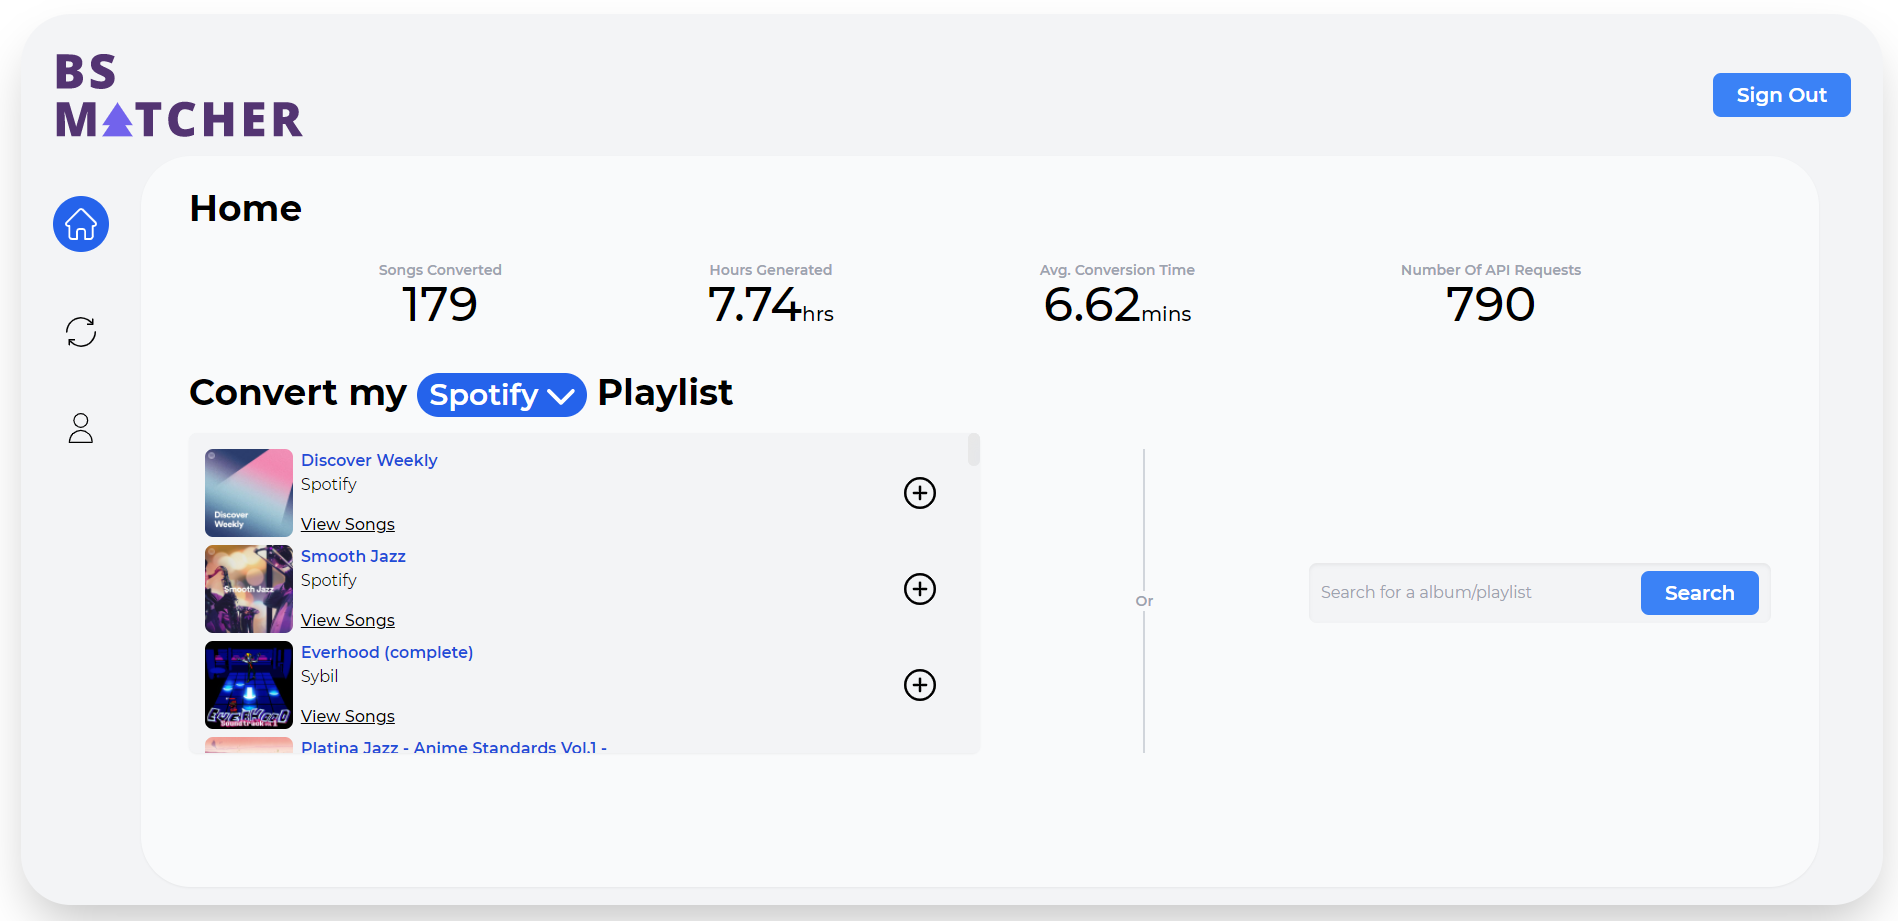 BS
MATCHER
Sign Out
Home
Songs Converted
179
Hours Generated
7.74hrs
Avg. Conversion Time
6.62mins
Number Of API Requests
790
Convert my Spotify Playlist
Discover
Weekly
Discover Weekly
Spotify
View Songs
Smooth Jazz
Smooth Jazz
Spotify
View Songs
EVERHOOD
Soundtrack
Everhood (complete)
Sybil
View Songs
Platina Jazz - Anime Standards Vol.1 -
Or
Search for a album/playlist
Search